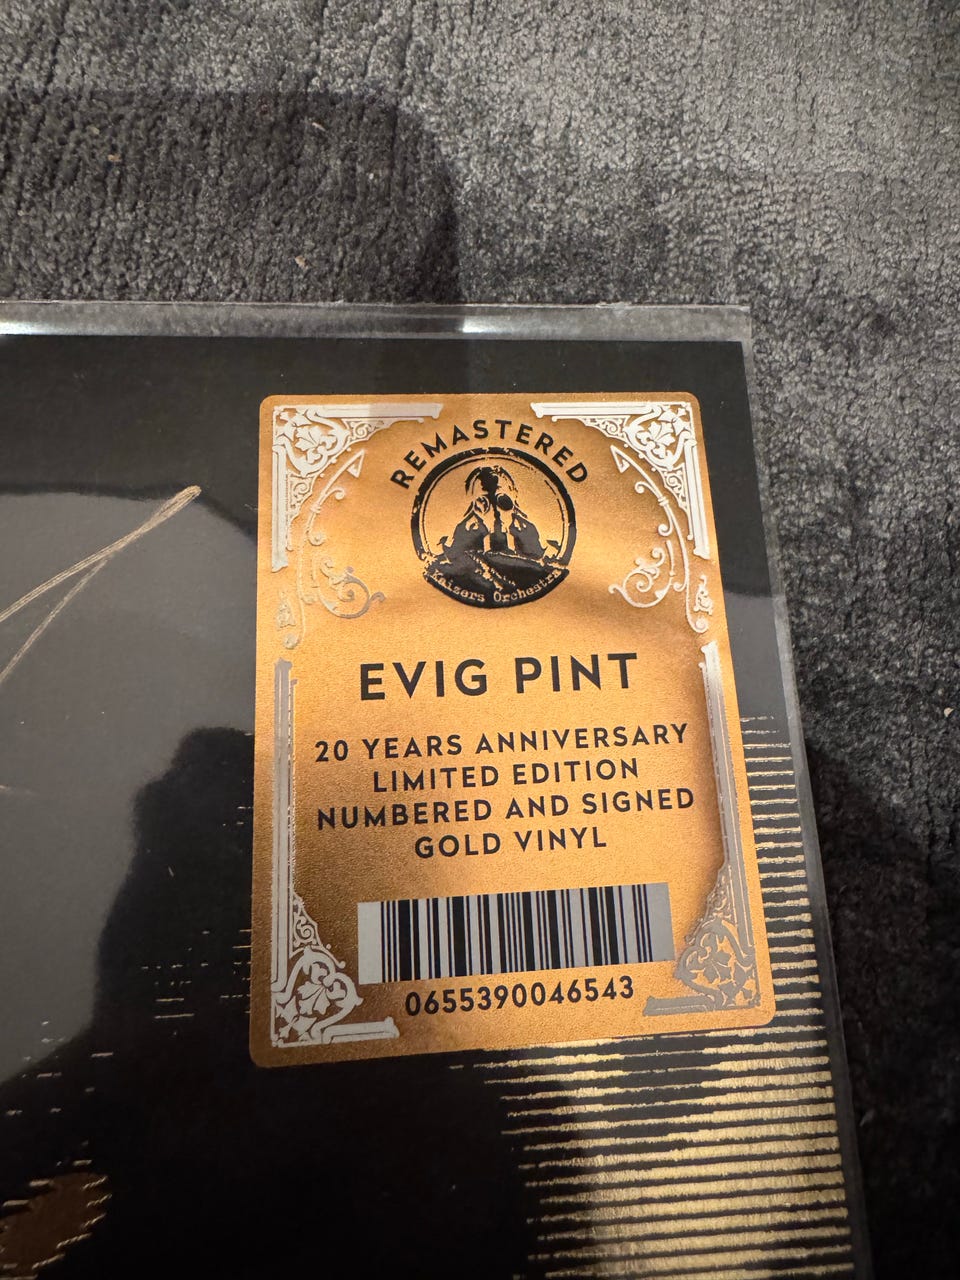 REMASTERED
Kaizers Orchestra
EVIG PINT
20 YEARS ANNIVERSARY
LIMITED EDITION
NUMBERED AND SIGNED
GOLD VINYL
0655390046543